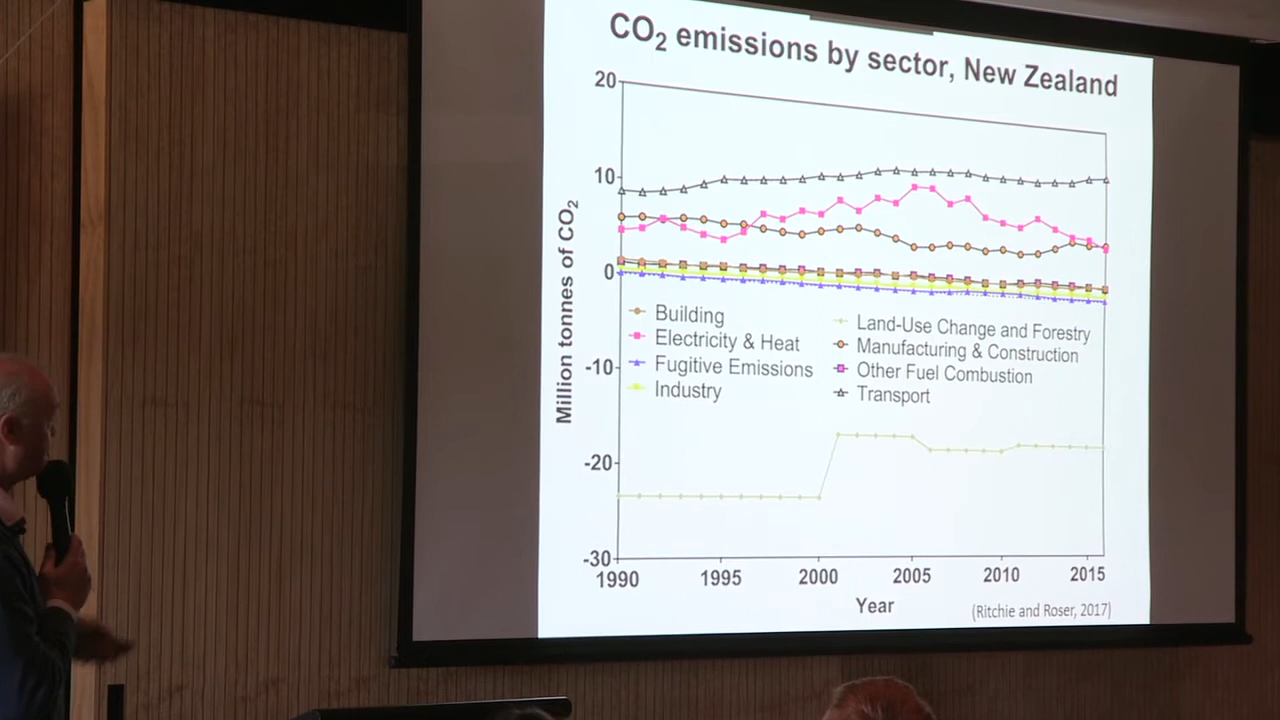 CO₂ emissions by sector, New Zealand
20
10
0
-10
-20
-30
Million tonnes of CO₂
Building
Electricity & Heat
Fugitive Emissions
Industry
Land-Use Change and Forestry
Manufacturing & Construction
Other Fuel Combustion
Transport
1990 1995 2000 2005 2010 2015
Year
(Ritchie and Roser, 2017)